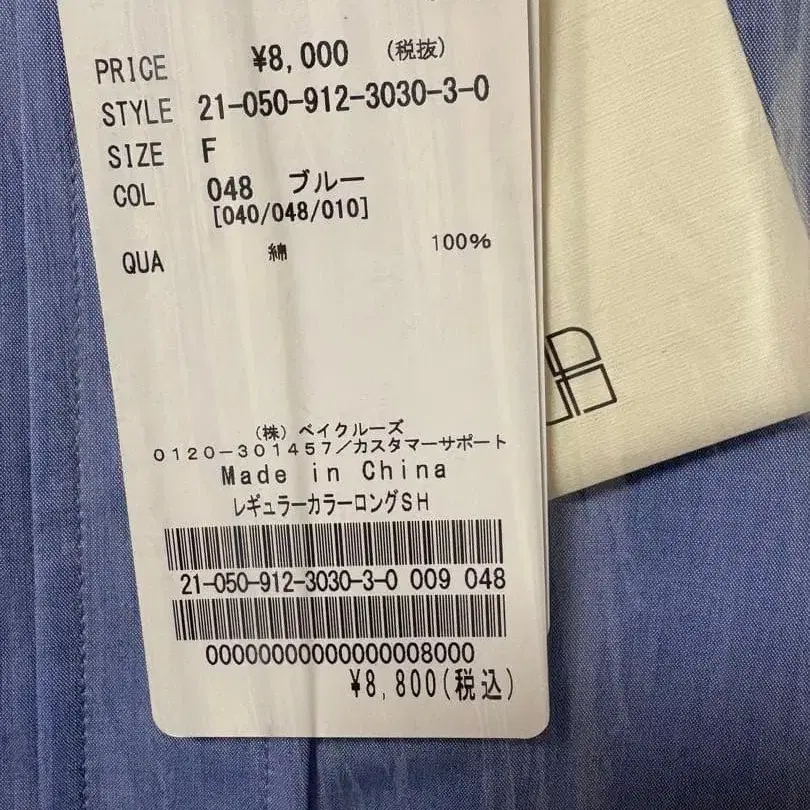 PRICE ¥8,000 (税抜)
STYLE 21-050-912-3030-3-0
SIZE F
COL 048 ブルー
[040/048/010]
QUA 綿 100%
(株) ベイクルーズ
0120-301457/カスタマーサポート
Made in China
レギュラーカラーロングSH
21-050-912-3030-3-0 009 048
00000000000000008000
¥8,800(税込)